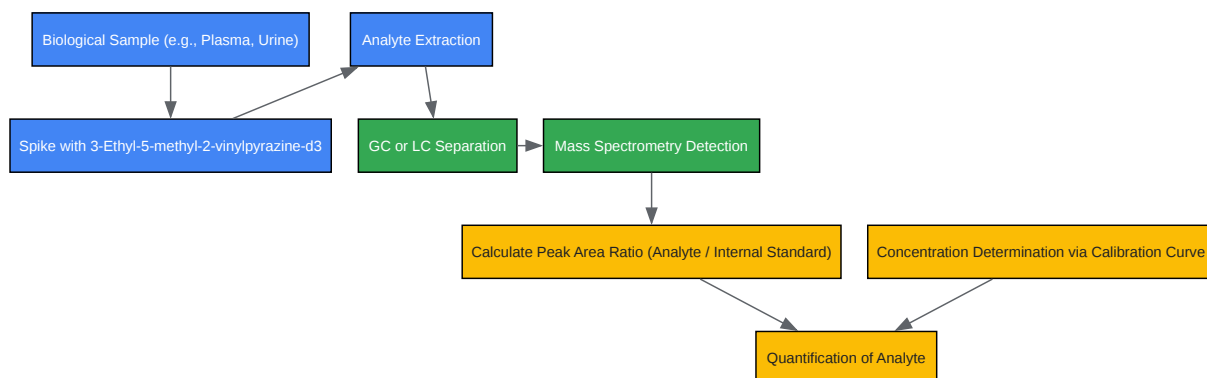 Biological Sample (e.g., Plasma, Urine)
Analyte Extraction
Spike with 3-Ethyl-5-methyl-2-vinylpyrazine-d3
GC or LC Separation
Mass Spectrometry Detection
Calculate Peak Area Ratio (Analyte / Internal Standard)
Concentration Determination via Calibration Curve
Quantification of Analyte